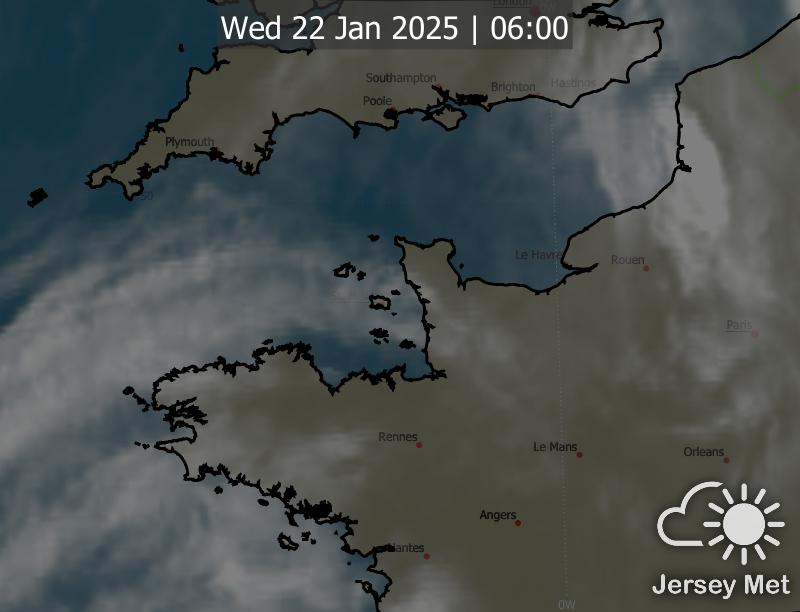 London
Wed 22 Jan 2025 | 06:00
Southampton
Brighton
Hastings
Poole
Plymouth
50
Le Havre
Rouen
Paris
Rennes
Le Mans
Orleans
Angers
Nantes
0W
Jersey Met